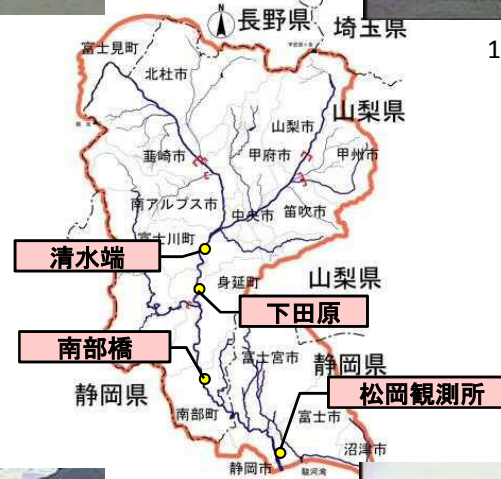 N
長野県
埼玉県
1
富士見町
北杜市
山梨県
山梨市
韮崎市
甲府市
甲州市
南アルプス市
中央市
笛吹市
富士川町
清水端
身延町
山梨県
下田原
南部橋
富士宮市
静岡県
静岡県
松岡観測所
南部町
富士市
沼津市
静岡市
駿河湾